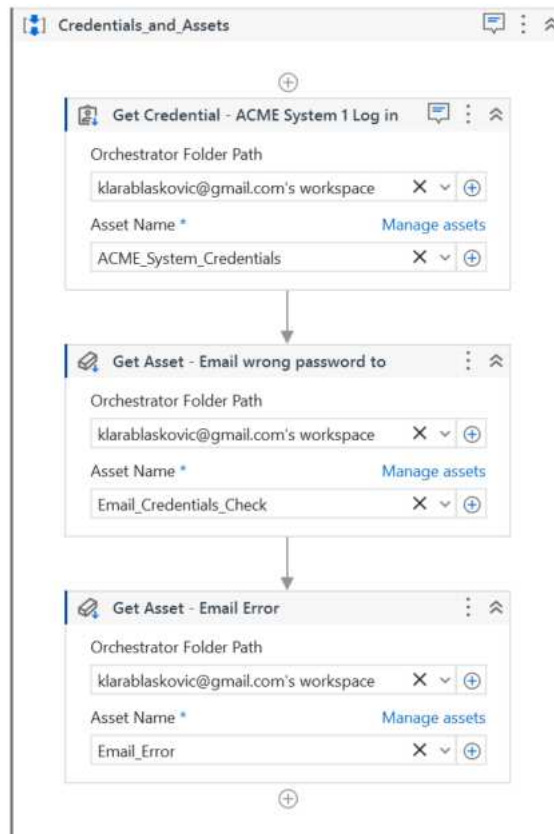 Credentials_and_Assets
Get Credential - ACME System 1 Log in
Orchestrator Folder Path
klarablaskovic@gmail.com's workspace
Asset Name *
Manage assets
ACME_System_Credentials
Get Asset - Email wrong password to
Orchestrator Folder Path
klarablaskovic@gmail.com's workspace
Asset Name *
Manage assets
Email_Credentials_Check
Get Asset - Email Error
Orchestrator Folder Path
klarablaskovic@gmail.com's workspace
Asset Name *
Manage assets
Email_Error